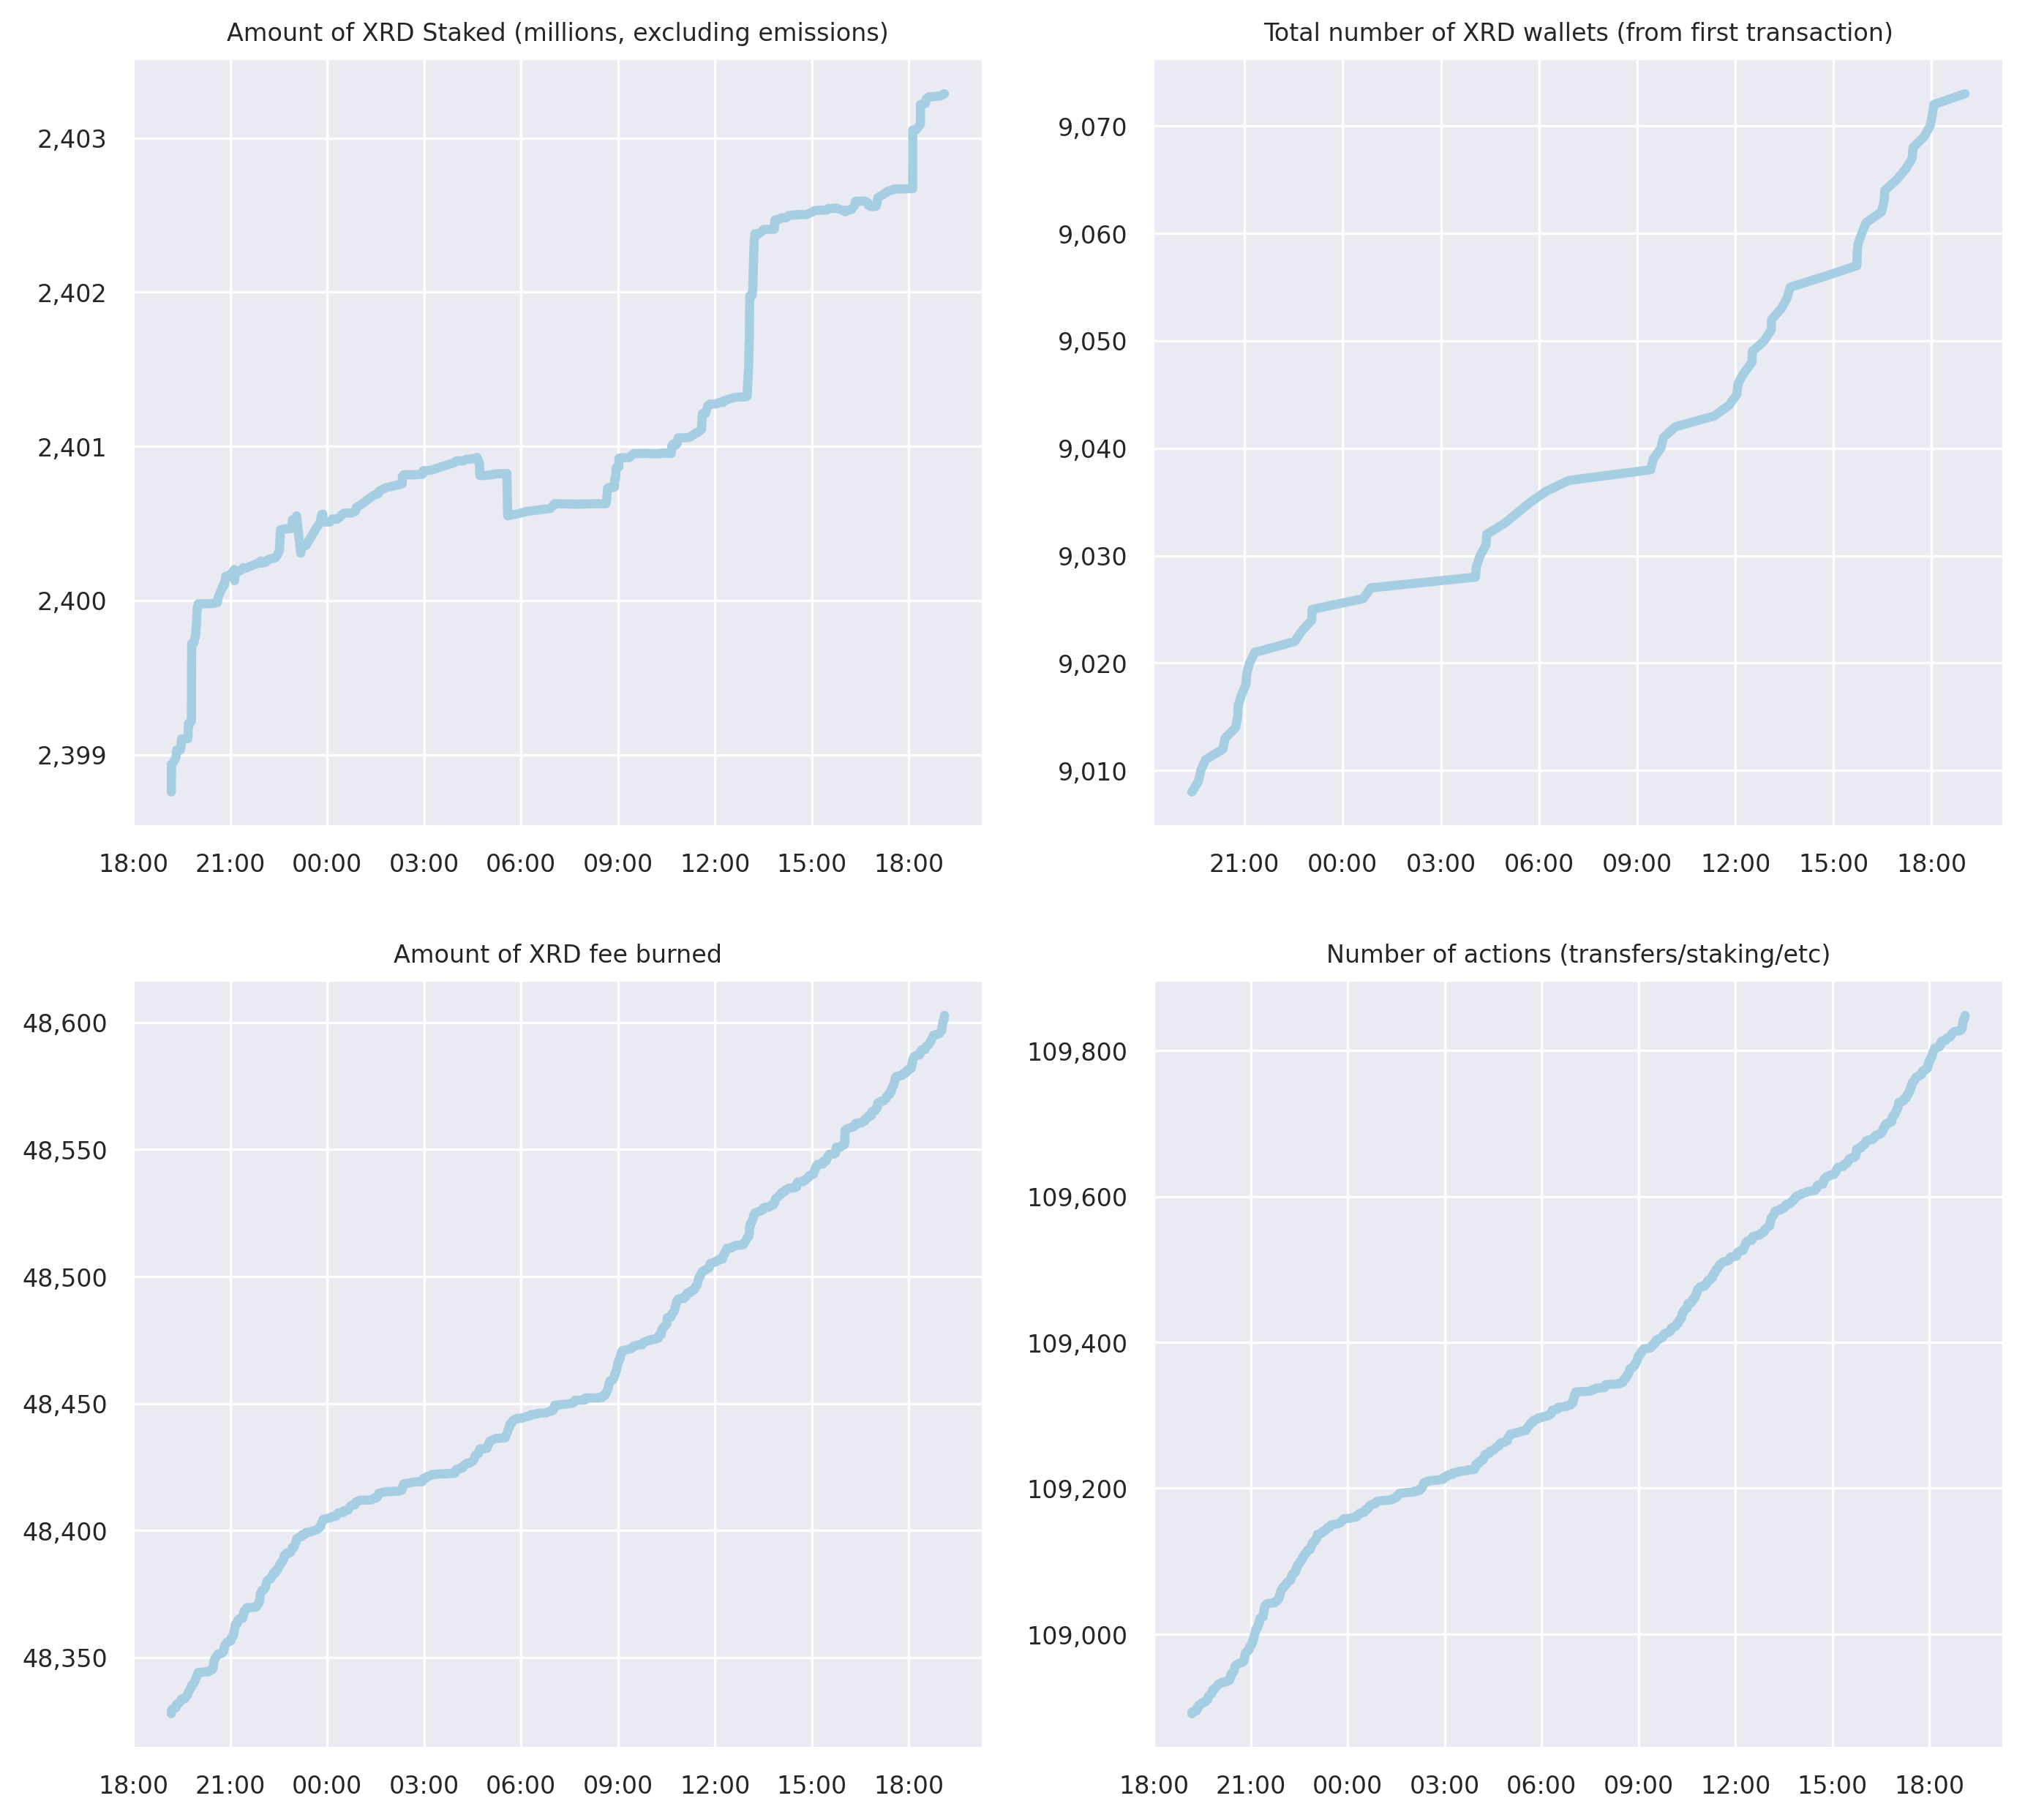 Amount of XRD Staked (millions, excluding emissions)
2,403
2,402
2,401
2,400
2,399
18:00 21:00 00:00 03:00 06:00 09:00 12:00 15:00 18:00
Total number of XRD wallets (from first transaction)
9,070
9,060
9,050
9,040
9,030
9,020
9,010
21:00 00:00 03:00 06:00 09:00 12:00 15:00 18:00
Amount of XRD fee burned
48,600
48,550
48,500
48,450
48,400
48,350
18:00 21:00 00:00 03:00 06:00 09:00 12:00 15:00 18:00
Number of actions (transfers/staking/etc)
109,800
109,600
109,400
109,200
109,000
18:00 21:00 00:00 03:00 06:00 09:00 12:00 15:00 18:00